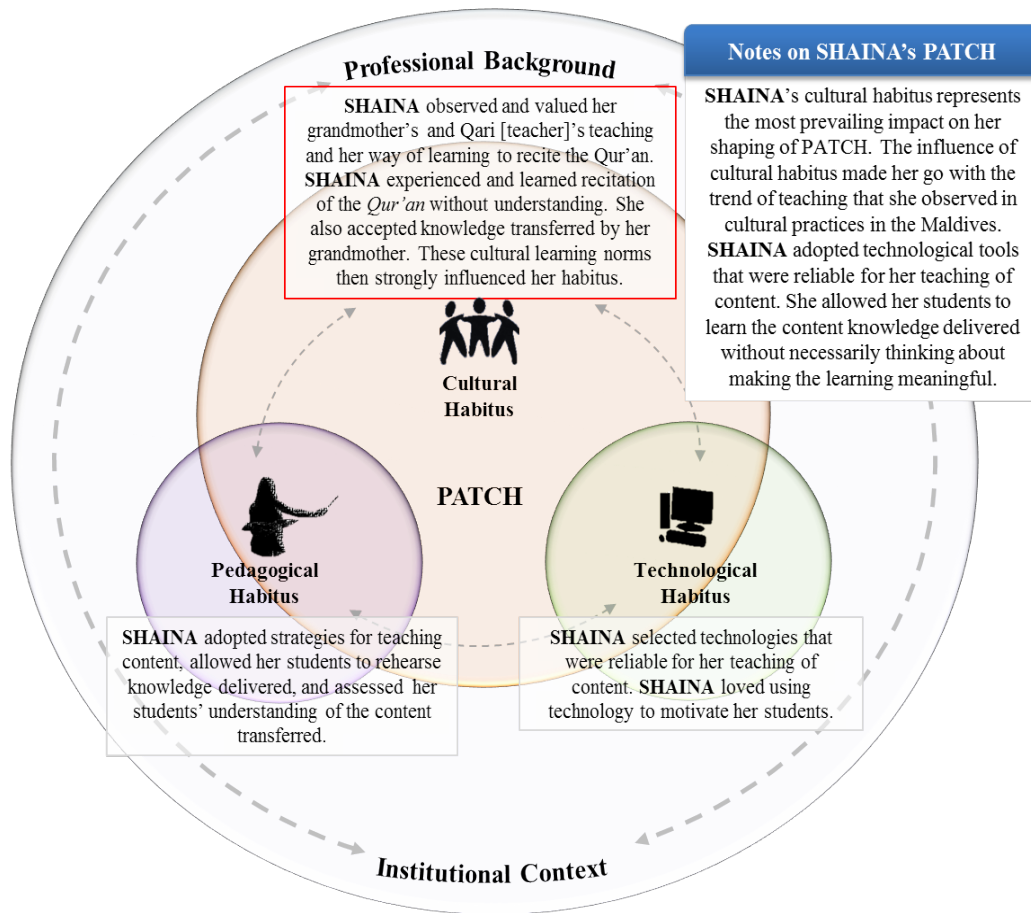 Professional Background
SHAINA observed and valued her
grandmother’s and Qari [teacher]’s teaching
and her way of learning to recite the Qur’an.
SHAINA experienced and learned recitation
of the Qur’an without understanding. She
also accepted knowledge transferred by her
grandmother. These cultural learning norms
then strongly influenced her habitus.
Notes on SHAINA’s PATCH
SHAINA’s cultural habitus represents
the most prevailing impact on her
shaping of PATCH. The influence of
cultural habitus made her go with the
trend of teaching that she observed in
cultural practices in the Maldives.
SHAINA adopted technological tools
that were reliable for her teaching of
content. She allowed her students to
learn the content knowledge delivered
without necessarily thinking about
making the learning meaningful.
Cultural
Habitus
PATCH
Pedagogical
Habitus
Technological
Habitus
SHAINA adopted strategies for teaching
content, allowed her students to rehearse
knowledge delivered, and assessed her
students’ understanding of the content
transferred.
SHAINA selected technologies that
were reliable for her teaching of
content. SHAINA loved using
technology to motivate her students.
Institutional Context